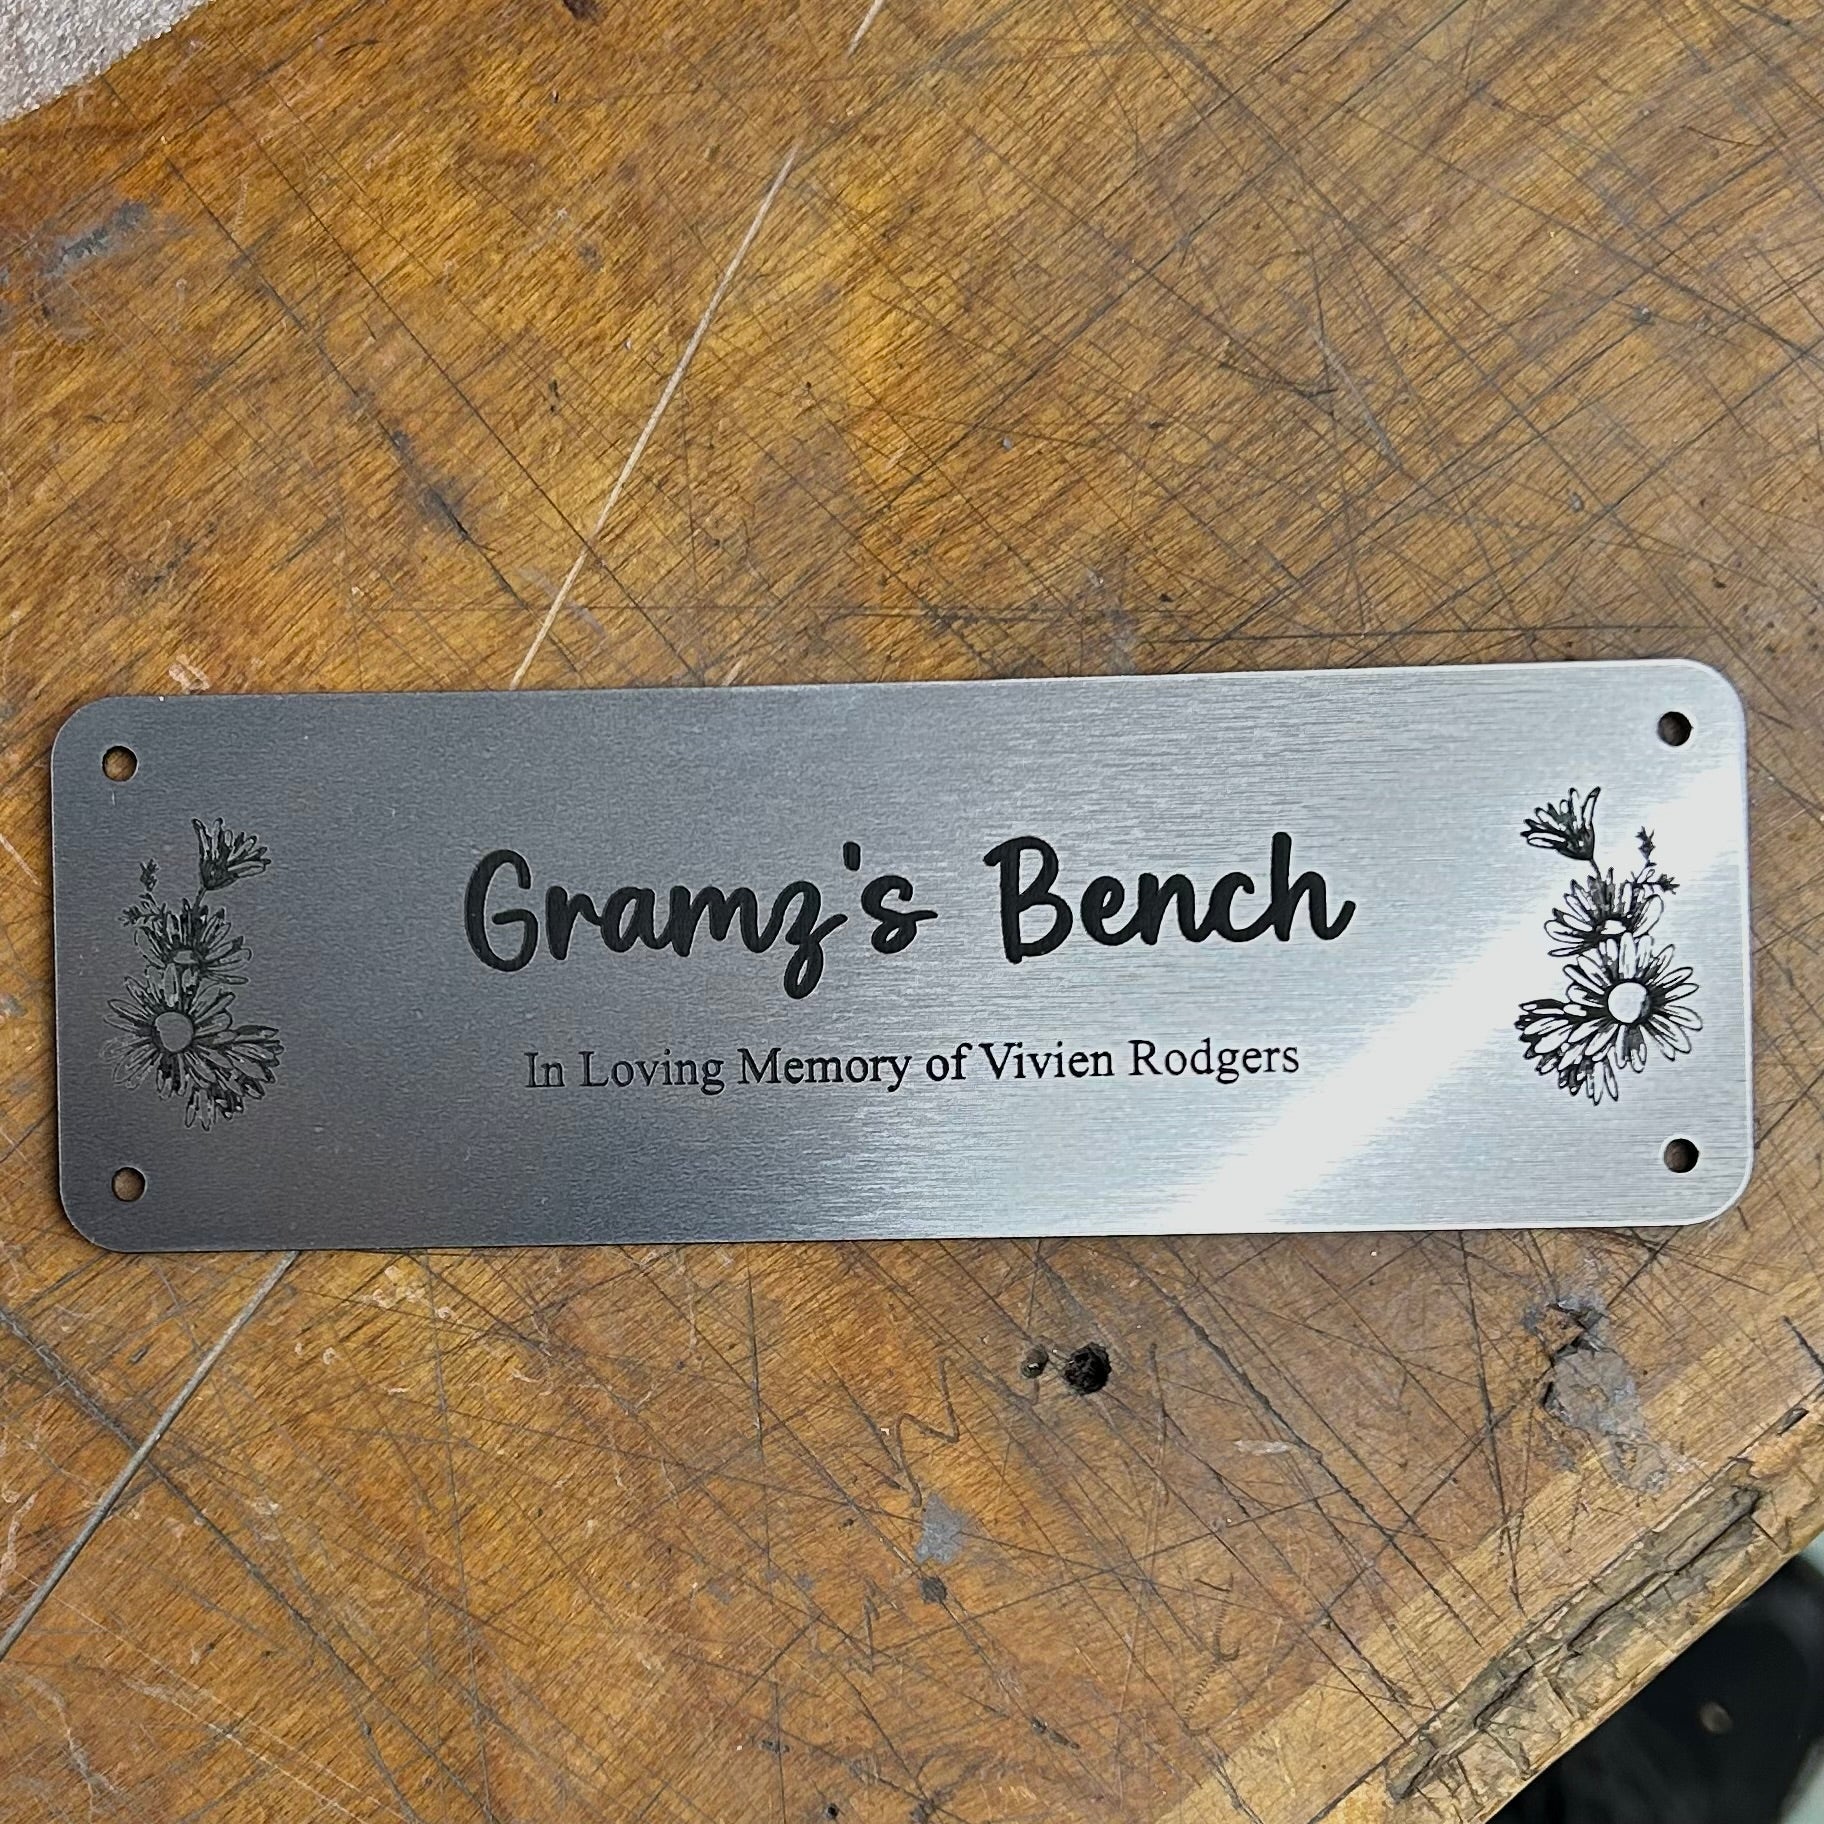 Gramz's Bench
In Loving Memory of Vivien Rodgers